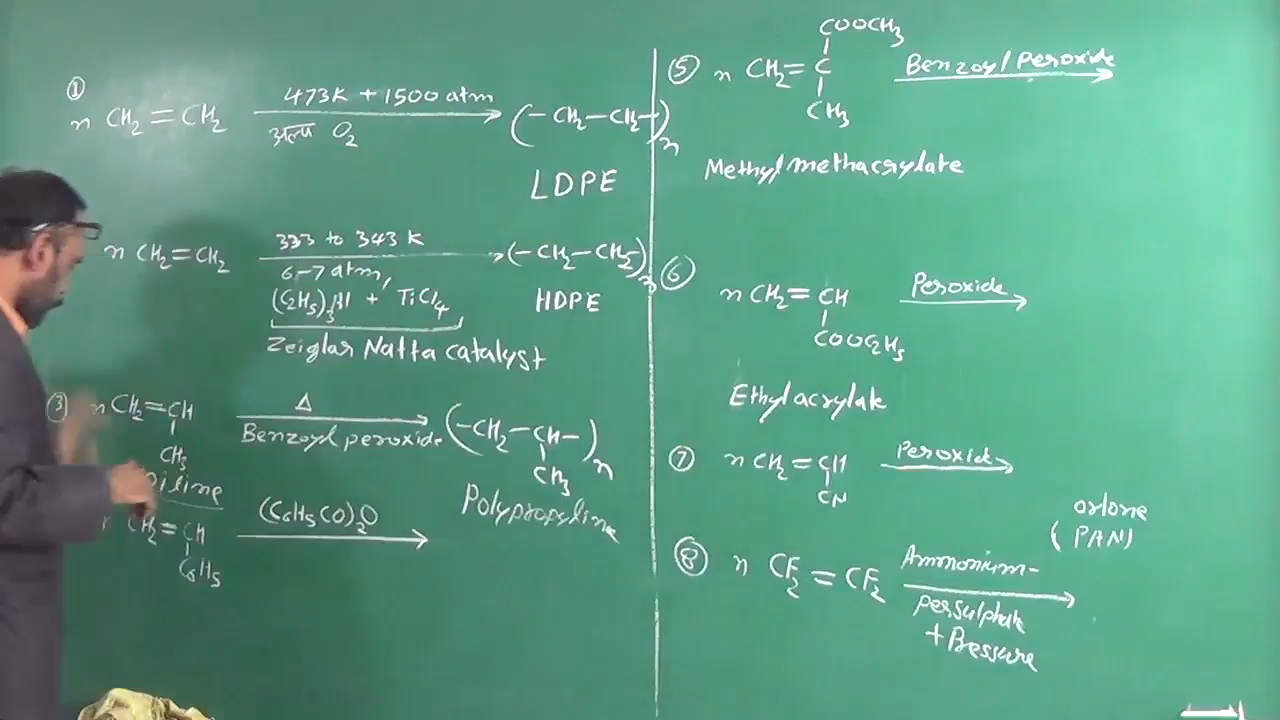 ①
n CH₂=CH₂ 473K + 1500 atm (-CH₂-CH₂-)n
अल्प O₂
LDPE
n CH₂=CH₂ 333 to 343 K (-CH₂-CH₂-)n
6-7 atm,
(C₂H₅)₃Al + TiCl₄
HDPE
Zeiglar Natta catalyst
③ n CH₂=CH Δ (-CH₂-CH-)n
Benzoyl peroxide
CH₃
CH₃
Polypropyline
CH₂=CH (C₆H₅CO)₂O
C₆H₅
COOCH₃
⑤ n CH₂=C Benzoyl Peroxide
CH₃
Methyl methacrylate
⑥
n CH₂=CH Peroxide
COOC₂H₅
Ethyl acrylate
⑦ n CH₂=CH Peroxide
CN
orlone
(PAN)
⑧ n CF₂=CF₂ Ammonium-
persulphate
+ Pressure